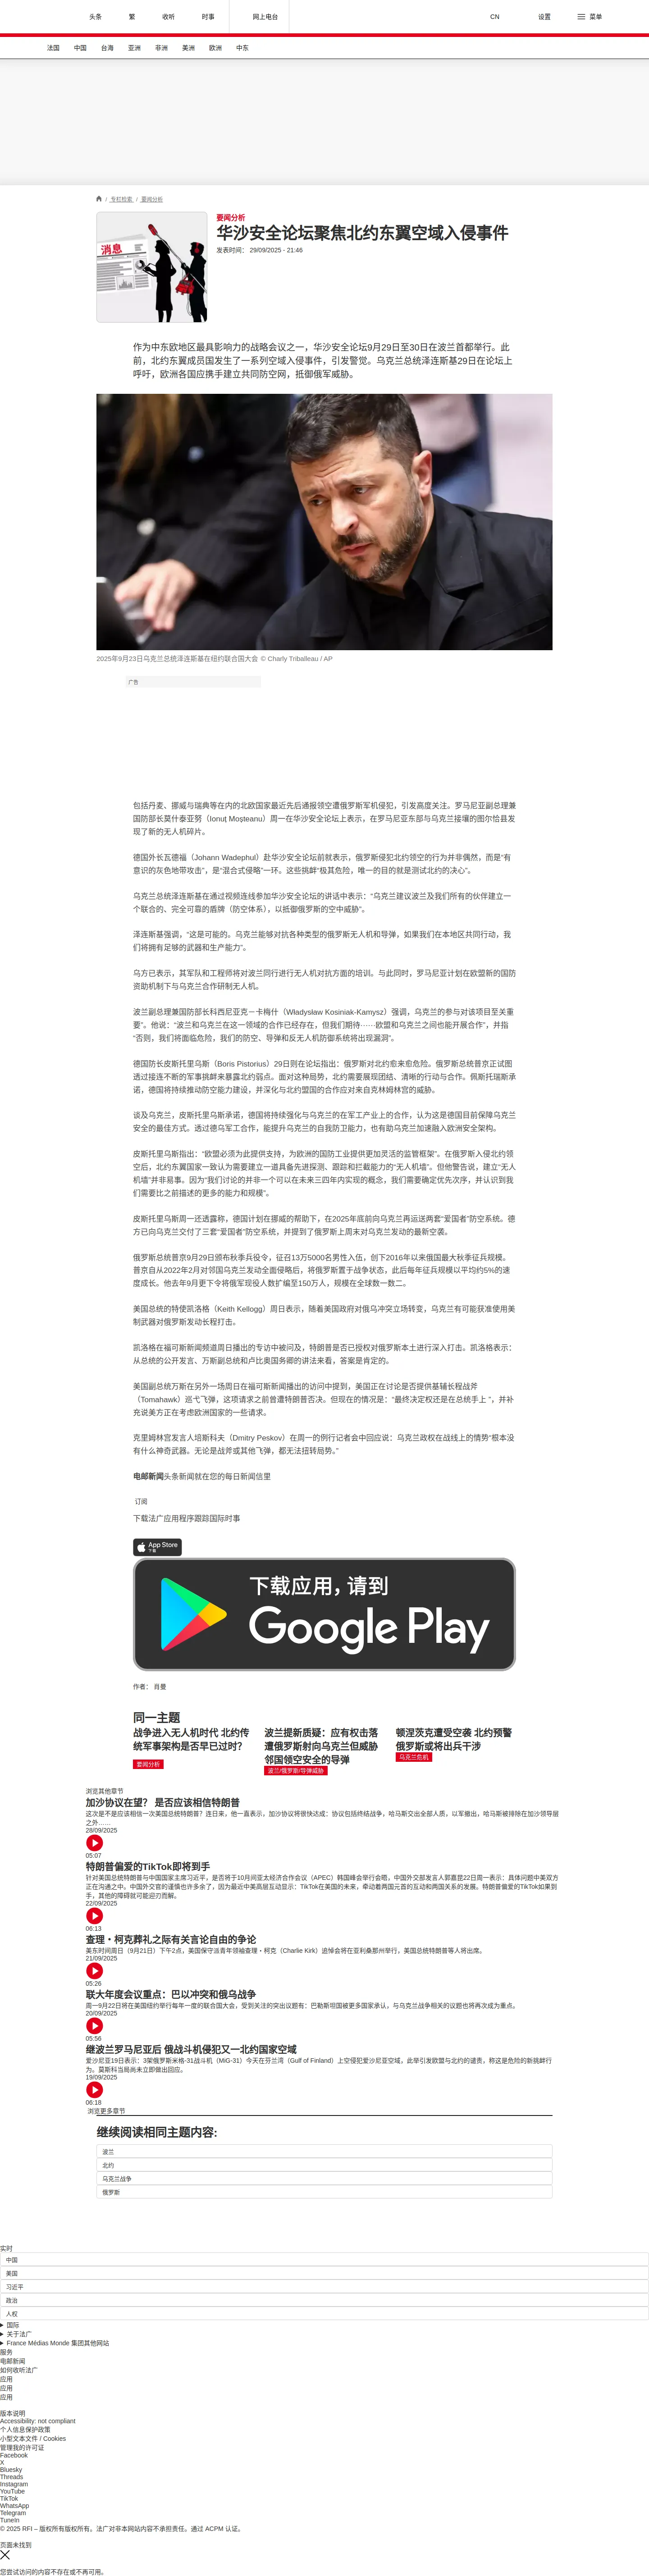 头条
繁
收听
时事
网上电台
CN
设置
菜单
法国
中国
台海
亚洲
非洲
美洲
欧洲
中东
/ 专栏检索 / 要闻分析
消息
要闻分析
华沙安全论坛聚焦北约东翼空域入侵事件
发表时间： 29/09/2025 - 21:46
作为中东欧地区最具影响力的战略会议之一，华沙安全论坛9月29日至30日在波兰首都举行。此
前，北约东翼成员国发生了一系列空域入侵事件，引发警觉。乌克兰总统泽连斯基29日在论坛上
呼吁，欧洲各国应携手建立共同防空网，抵御俄军威胁。
2025年9月23日乌克兰总统泽连斯基在纽约联合国大会 © Charly Triballeau / AP
广告
包括丹麦、挪威与瑞典等在内的北欧国家最近先后通报领空遭俄罗斯军机侵犯，引发高度关注。罗马尼亚副总理兼
国防部长莫什泰亚努（Ionuț Moșteanu）周一在华沙安全论坛上表示，在罗马尼亚东部与乌克兰接壤的图尔恰县发
现了新的无人机碎片。
德国外长瓦德福（Johann Wadephul）赴华沙安全论坛前就表示，俄罗斯侵犯北约领空的行为并非偶然，而是“有
意识的灰色地带攻击”，是“混合式侵略”一环。这些挑衅“极其危险，唯一的目的就是测试北约的决心”。
乌克兰总统泽连斯基在通过视频连线参加华沙安全论坛的讲话中表示：“乌克兰建议波兰及我们所有的伙伴建立一
个联合的、完全可靠的盾牌（防空体系），以抵御俄罗斯的空中威胁”。
泽连斯基强调，“这是可能的。乌克兰能够对抗各种类型的俄罗斯无人机和导弹，如果我们在本地区共同行动，我
们将拥有足够的武器和生产能力”。
乌方已表示，其军队和工程师将对波兰同行进行无人机对抗方面的培训。与此同时，罗马尼亚计划在欧盟新的国防
资助机制下与乌克兰合作研制无人机。
波兰副总理兼国防部长科西尼亚克－卡梅什（Władysław Kosiniak-Kamysz）强调，乌克兰的参与对该项目至关重
要”。他说：“波兰和乌克兰在这一领域的合作已经存在，但我们期待……欧盟和乌克兰之间也能开展合作”，并指
“否则，我们将面临危险，我们的防空、导弹和反无人机防御系统将出现漏洞”。
德国防长皮斯托里乌斯（Boris Pistorius）29日则在论坛指出：俄罗斯对北约愈来愈危险。俄罗斯总统普京正试图
透过接连不断的军事挑衅来暴露北约弱点。面对这种局势，北约需要展现团结、清晰的行动与合作。佩斯托瑞斯承
诺，德国将持续推动防空能力建设，并深化与北约盟国的合作应对来自克林姆林宫的威胁。
谈及乌克兰，皮斯托里乌斯承诺，德国将持续强化与乌克兰的在军工产业上的合作，认为这是德国目前保障乌克兰
安全的最佳方式。透过德乌军工合作，能提升乌克兰的自我防卫能力，也有助乌克兰加速融入欧洲安全架构。
皮斯托里乌斯指出：“欧盟必须为此提供支持，为欧洲的国防工业提供更加灵活的监管框架”。在俄罗斯入侵北约领
空后，北约东翼国家一致认为需要建立一道具备先进探测、跟踪和拦截能力的“无人机墙”。但他警告说，建立“无人
机墙”并非易事。因为“我们讨论的并非一个可以在未来三四年内实现的概念，我们需要确定优先次序，并认识到我
们需要比之前描述的更多的能力和规模”。
皮斯托里乌斯周一还透露称，德国计划在挪威的帮助下，在2025年底前向乌克兰再运送两套“爱国者”防空系统。德
方已向乌克兰交付了三套“爱国者”防空系统，并提到了俄罗斯上周末对乌克兰发动的最新空袭。
俄罗斯总统普京9月29日颁布秋季兵役令，征召13万5000名男性入伍，创下2016年以来俄国最大秋季征兵规模。
普京自从2022年2月对邻国乌克兰发动全面侵略后，将俄罗斯置于战争状态，此后每年征兵规模以平均约5%的速
度成长。他去年9月更下令将俄军现役人数扩编至150万人，规模在全球数一数二。
美国总统的特使凯洛格（Keith Kellogg）周日表示，随着美国政府对俄乌冲突立场转变，乌克兰有可能获准使用美
制武器对俄罗斯发动长程打击。
凯洛格在福可斯新闻频道周日播出的专访中被问及，特朗普是否已授权对俄罗斯本土进行深入打击。凯洛格表示：
从总统的公开发言、万斯副总统和卢比奥国务卿的讲法来看，答案是肯定的。
美国副总统万斯在另外一场周日在福可斯新闻播出的访问中提到，美国正在讨论是否提供基辅长程战斧
（Tomahawk）巡弋飞弹，这项请求之前曾遭特朗普否决。但现在的情况是：“最终决定权还是在总统手上 ”，并补
充说美方正在考虑欧洲国家的一些请求。
克里姆林宫发言人培斯科夫（Dmitry Peskov）在周一的例行记者会中回应说：乌克兰政权在战线上的情势“根本没
有什么神奇武器。无论是战斧或其他飞弹，都无法扭转局势。”
电邮新闻头条新闻就在您的每日新闻信里
订阅
下载法广应用程序跟踪国际时事
App Store
下载
下载应用，请到
Google Play
作者： 肖曼
同一主题
战争进入无人机时代 北约传
统军事架构是否早已过时？
要闻分析
波兰提新质疑：应有权击落
遭俄罗斯射向乌克兰但威胁
邻国领空安全的导弹
波兰/俄罗斯/导弹威胁
顿涅茨克遭受空袭 北约预警
俄罗斯或将出兵干涉
乌克兰危机
浏览其他章节
加沙协议在望？ 是否应该相信特朗普
这次是不是应该相信一次美国总统特朗普？连日来，他一直表示，加沙协议将很快达成：协议包括终结战争，哈马斯交出全部人质，以军撤出，哈马斯被排除在加沙领导层
之外……
28/09/2025
05:07
特朗普偏爱的TikTok即将到手
针对美国总统特朗普与中国国家主席习近平，是否将于10月间亚太经济合作会议（APEC）韩国峰会举行会晤，中国外交部发言人郭嘉昆22日周一表示：具体问题中美双方
正在沟通之中。中国外交官的谨慎也许多余了，因为最近中美高层互动显示：TikTok在美国的未来，牵动着两国元首的互动和两国关系的发展。特朗普偏爱的TikTok如果到
手，其他的障碍就可能迎刃而解。
22/09/2025
06:13
查理・柯克葬礼之际有关言论自由的争论
美东时间周日（9月21日）下午2点，美国保守派青年领袖查理・柯克（Charlie Kirk）追悼会将在亚利桑那州举行，美国总统特朗普等人将出席。
21/09/2025
05:26
联大年度会议重点：巴以冲突和俄乌战争
周一9月22日将在美国纽约举行每年一度的联合国大会，受到关注的突出议题有：巴勒斯坦国被更多国家承认，与乌克兰战争相关的议题也将再次成为重点。
20/09/2025
05:56
继波兰罗马尼亚后 俄战斗机侵犯又一北约国家空域
爱沙尼亚19日表示：3架俄罗斯米格-31战斗机（MiG-31）今天在芬兰湾（Gulf of Finland）上空侵犯爱沙尼亚空域，此举引发欧盟与北约的谴责，称这是危险的新挑衅行
为。莫斯科当局尚未立即做出回应。
19/09/2025
06:18
浏览更多章节
继续阅读相同主题内容:
波兰
北约
乌克兰战争
俄罗斯
实时
中国
美国
习近平
政治
人权
国际
关于法广
France Médias Monde 集团其他网站
服务
电邮新闻
如何收听法广
应用
应用
应用
版本说明
Accessibility: not compliant
个人信息保护政策
小型文本文件 / Cookies
管理我的许可证
Facebook
X
Bluesky
Threads
Instagram
YouTube
TikTok
WhatsApp
Telegram
TuneIn
© 2025 RFI – 版权所有版权所有。法广对非本网站内容不承担责任。通过 ACPM 认证。
页面未找到
您尝试访问的内容不存在或不再可用。